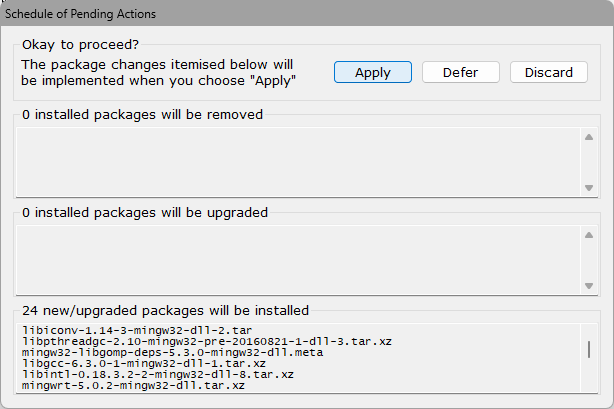 Schedule of Pending Actions
Okay to proceed?
The package changes itemised below will
be implemented when you choose "Apply"
Apply
Defer
Discard
0 installed packages will be removed
0 installed packages will be upgraded
24 new/upgraded packages will be installed
libiconv-1.14-3-mingw32-dll-2.tar
libpthreadgc-2.10-mingw32-pre-20160821-1-dll-3.tar.xz
mingw32-libgomp-deps-5.3.0-mingw32-dll.meta
libgcc-6.3.0-1-mingw32-dll-1.tar.xz
libintl-0.18.3.2-2-mingw32-dll-8.tar.xz
mingwrt-5.0.2-mingw32-dll.tar.xz